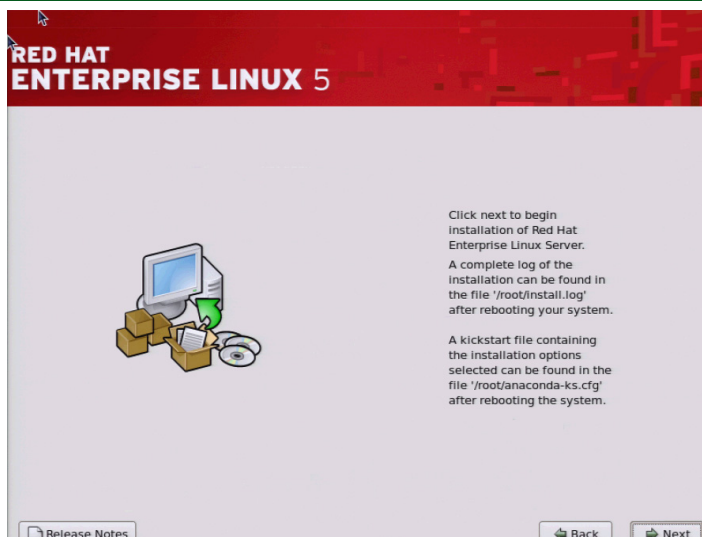 RED HAT
ENTERPRISE LINUX 5
Click next to begin
installation of Red Hat
Enterprise Linux Server.
A complete log of the
installation can be found in
the file '/root/install.log'
after rebooting your system.
A kickstart file containing
the installation options
selected can be found in the
file '/root/anaconda-ks.cfg'
after rebooting the system.
Release Notes
Back
Next